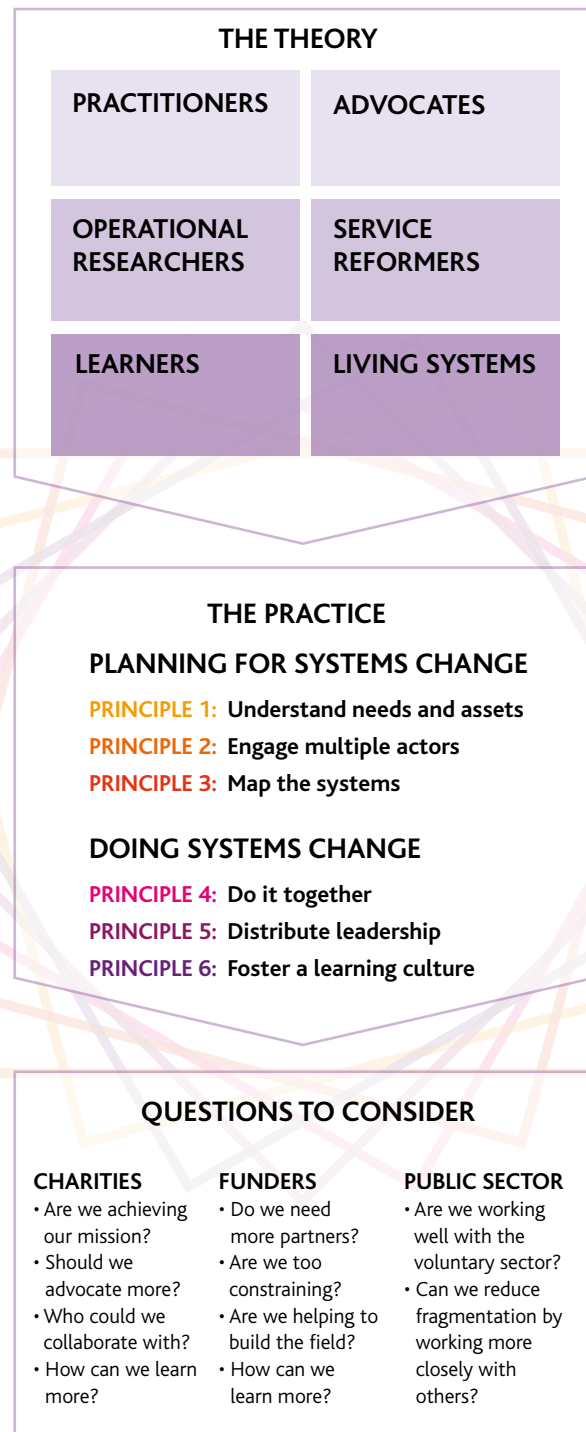 THE THEORY
PRACTITIONERS
ADVOCATES
OPERATIONAL
RESEARCHERS
SERVICE
REFORMERS
LEARNERS
LIVING SYSTEMS
THE PRACTICE
PLANNING FOR SYSTEMS CHANGE
PRINCIPLE 1: Understand needs and assets
PRINCIPLE 2: Engage multiple actors
PRINCIPLE 3: Map the systems
DOING SYSTEMS CHANGE
PRINCIPLE 4: Do it together
PRINCIPLE 5: Distribute leadership
PRINCIPLE 6: Foster a learning culture
QUESTIONS TO CONSIDER
CHARITIES
• Are we achieving
our mission?
• Should we
advocate more?
• Who could we
collaborate with?
• How can we learn
more?
FUNDERS
• Do we need
more partners?
• Are we too
constraining?
• Are we helping to
build the field?
• How can we
learn more?
PUBLIC SECTOR
• Are we working
well with the
voluntary sector?
• Can we reduce
fragmentation by
working more
closely with
others?